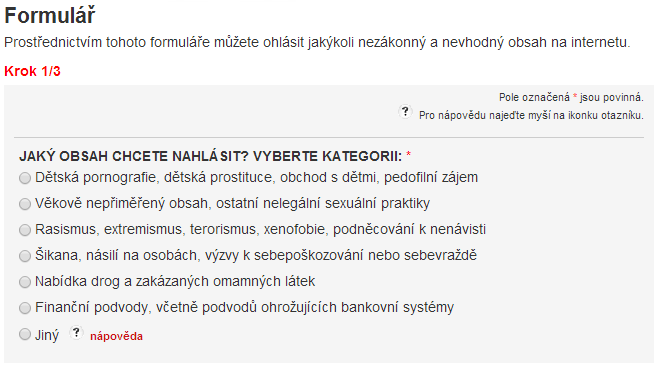 Formulář
Prostřednictvím tohoto formuláře můžete ohlásit jakýkoli nezákonný a nevhodný obsah na internetu.
Krok 1/3
Pole označená * jsou povinná.
? Pro nápovědu najeďte myší na ikonku otazníku.
JAKÝ OBSAH CHCETE NAHLÁSIT? VYBERTE KATEGORII: *
Dětská pornografie, dětská prostituce, obchod s dětmi, pedofilní zájem
Věkově nepřiměřený obsah, ostatní nelegální sexuální praktiky
Rasismus, extremismus, terorismus, xenofobie, podněcování k nenávisti
Šikana, násilí na osobách, výzvy k sebepoškozování nebo sebevraždě
Nabídka drog a zakázaných omamných látek
Finanční podvody, včetně podvodů ohrožujících bankovní systémy
Jiný ? nápověda